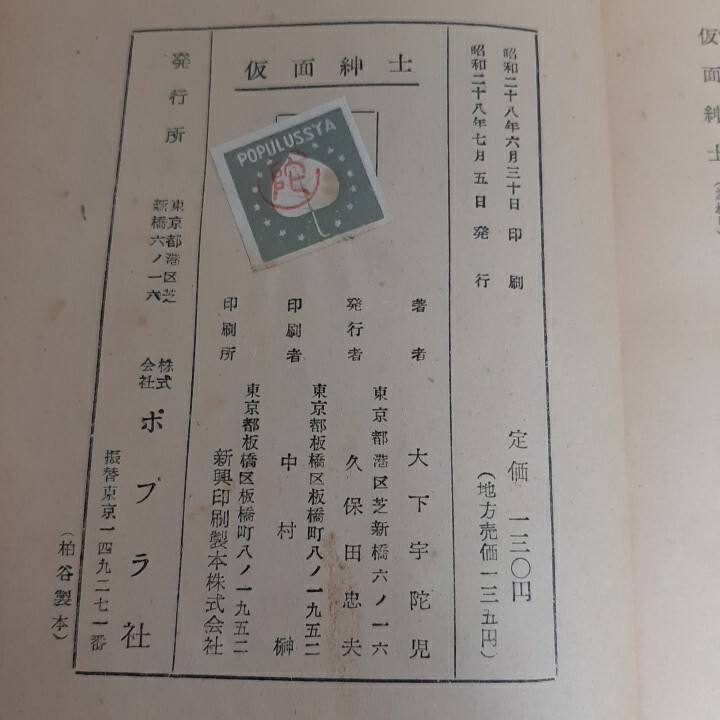 仮面紳士
昭和二十八年六月三十日 印刷
昭和二十八年七月五日 発行
定価 一三〇円
(地方売価一三五円)
POPULUSSYA
陀
著者 大下宇陀児
東京都港区芝新橋六ノ一六
発行者 久保田忠夫
東京都板橋区板橋町八ノ一九五二
印刷者 中村榊
東京都板橋区板橋町八ノ一九五二
印刷所 新興印刷製本株式会社
発行所 東京都港区芝
新橋六ノ一六
株式会社 ポプラ社
振替東京一四九二七一番
(柏谷製本)
仮面紳士